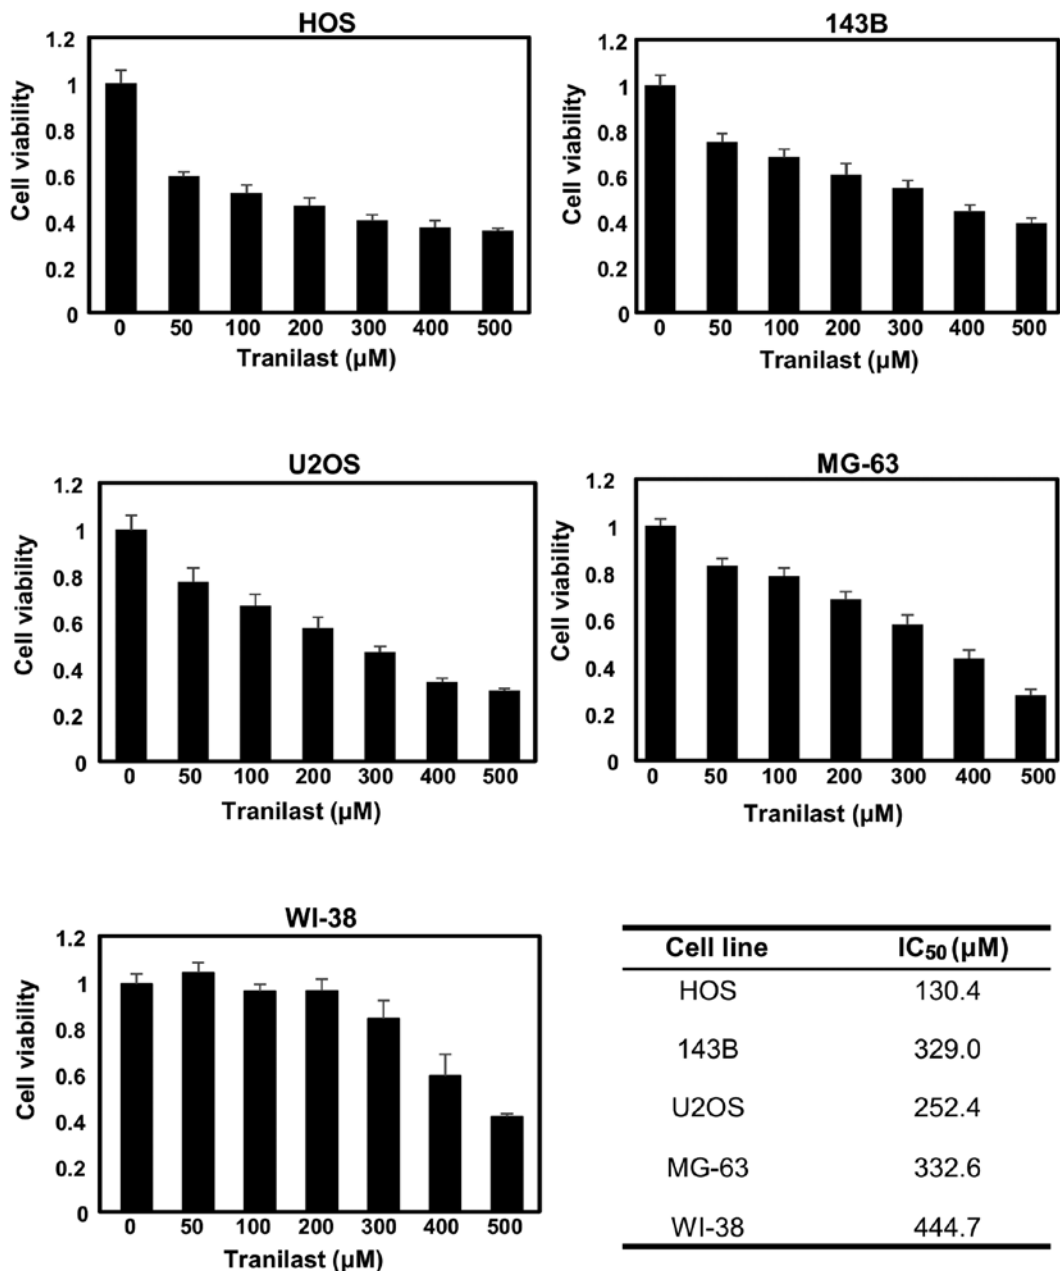 HOS
1.2
1
0.8
0.6
0.4
0.2
0
Cell viability
0 50 100 200 300 400 500
Tranilast (µM)
143B
1.2
1
0.8
0.6
0.4
0.2
0
Cell viability
0 50 100 200 300 400 500
Tranilast (µM)
U2OS
1.2
1
0.8
0.6
0.4
0.2
0
Cell viability
0 50 100 200 300 400 500
Tranilast (µM)
MG-63
1.2
1
0.8
0.6
0.4
0.2
0
Cell viability
0 50 100 200 300 400 500
Tranilast (µM)
WI-38
1.2
1
0.8
0.6
0.4
0.2
0
Cell viability
0 50 100 200 300 400 500
Tranilast (µM)
Cell line IC50 (µM)
HOS 130.4
143B 329.0
U2OS 252.4
MG-63 332.6
WI-38 444.7